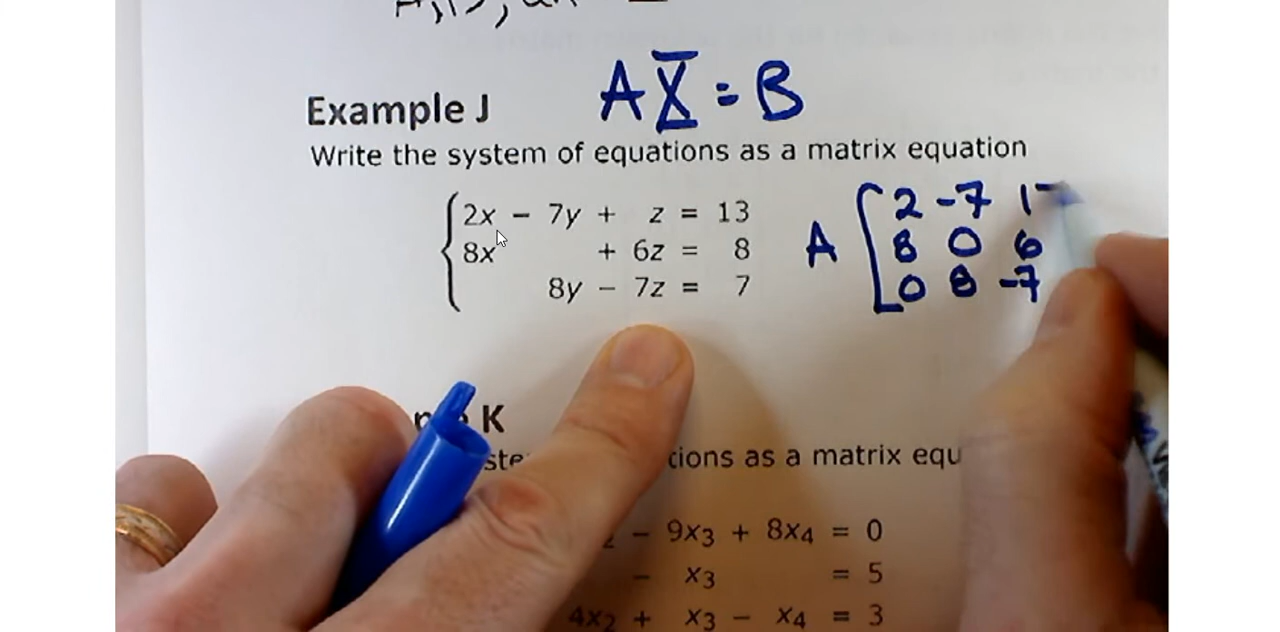 A X = B
Example J
Write the system of equations as a matrix equation
2x - 7y + z = 13 2 -7 1
8x + 6z = 8 A 8 0 6
8y - 7z = 7 0 8 -7
K
tions as a matrix equ
- 9x3 + 8x4 = 0
- x3 = 5
4x2 + x3 - x4 = 3